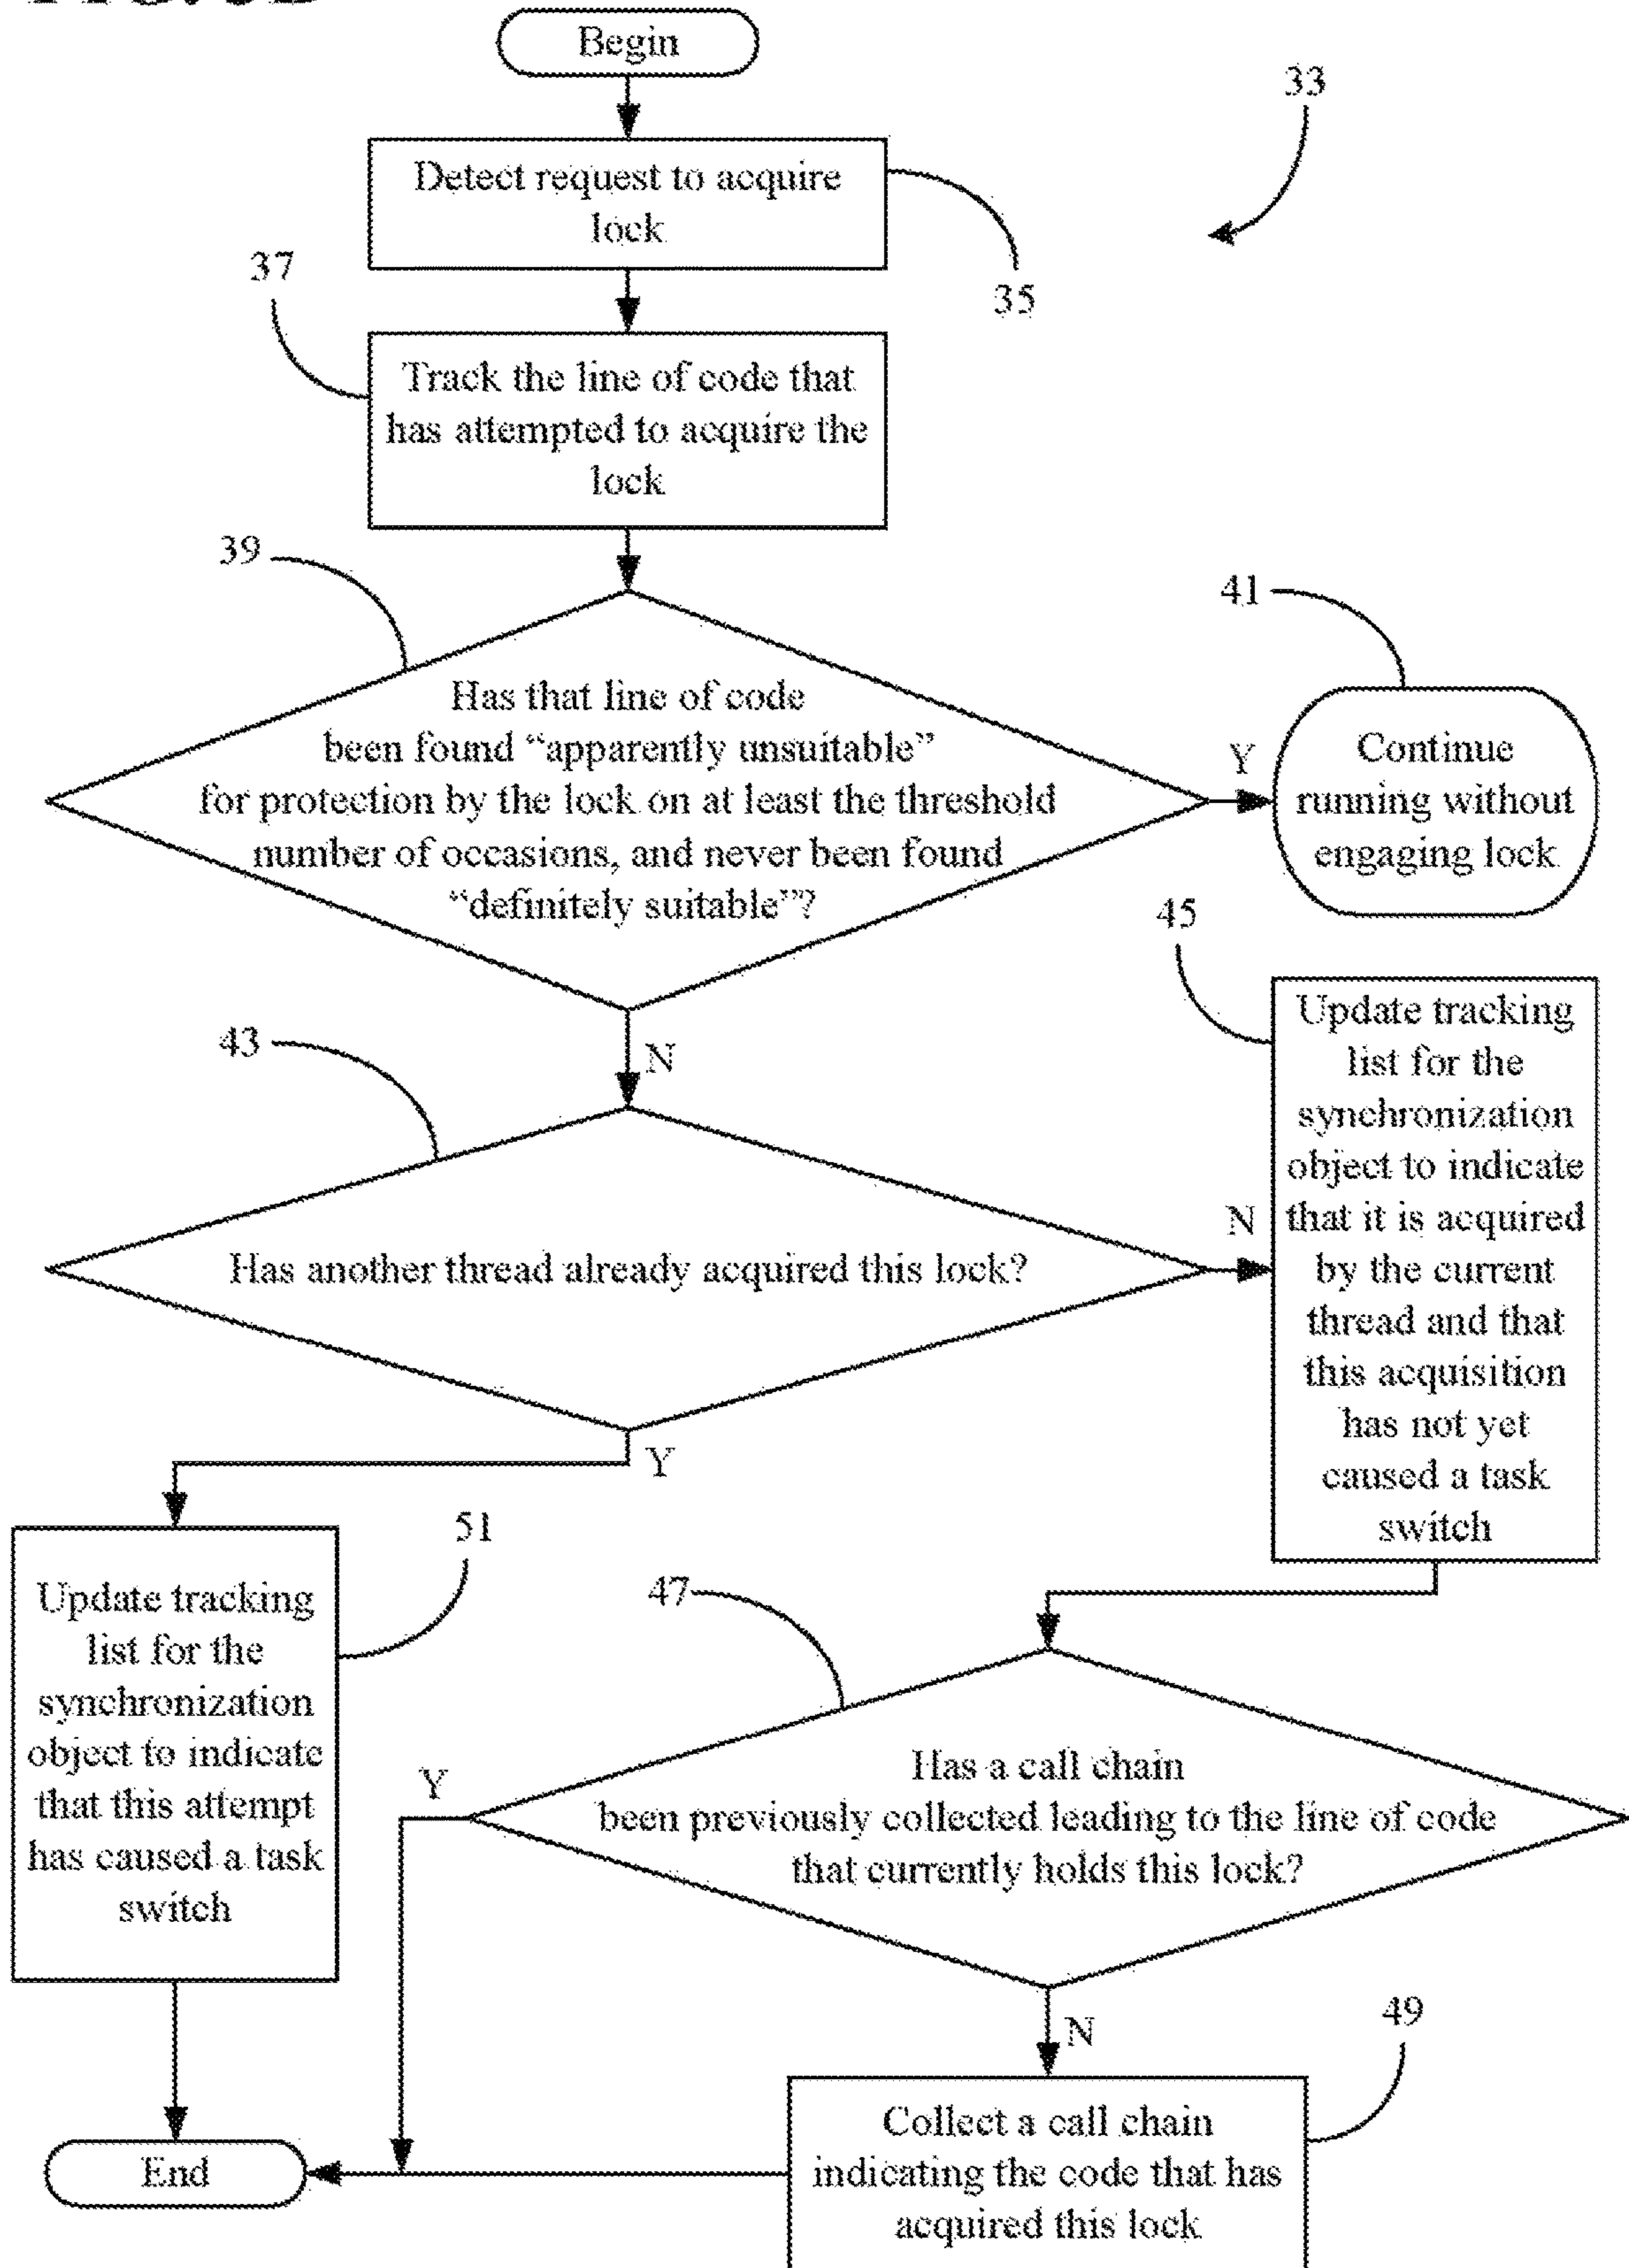 Begin
33
Detect request to acquire
lock
35
37
Track the line of code that
has attempted to acquire the
lock
39
41
Has that line of code
been found “apparently unsuitable”
for protection by the lock on at least the threshold
number of occasions, and never been found
“definitely suitable”?
Y
Continue
running without
engaging lock
45
43
N
Update tracking
list for the
synchronization
object to indicate
that it is acquired
by the current
thread and that
this acquisition
has not yet
caused a task
switch
Has another thread already acquired this lock?
N
Y
51
Update tracking
list for the
synchronization
object to indicate
that this attempt
has caused a task
switch
47
Has a call chain
been previously collected leading to the line of code
that currently holds this lock?
Y
N
49
Collect a call chain
indicating the code that has
acquired this lock
End